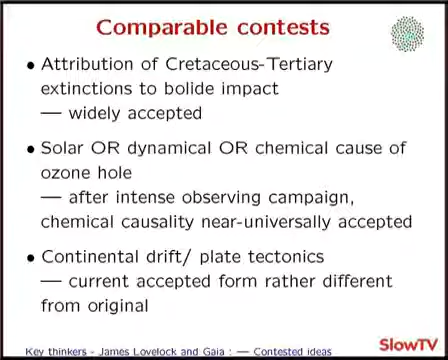 Comparable contests
• Attribution of Cretaceous-Tertiary
extinctions to bolide impact
— widely accepted
• Solar OR dynamical OR chemical cause of
ozone hole
— after intense observing campaign,
chemical causality near-universally accepted
• Continental drift/ plate tectonics
— current accepted form rather different
from original
Key thinkers - James Lovelock and Gaia : — Contested ideas
SlowTV